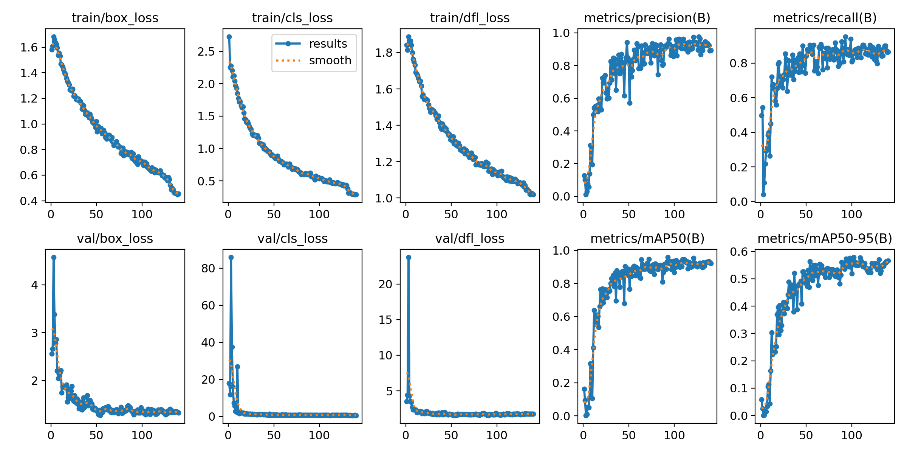 train/box_loss
1.6
1.4
1.2
1.0
0.8
0.6
0.4
0 50 100
train/cls_loss
results
smooth
2.5
2.0
1.5
1.0
0.5
0 50 100
train/dfl_loss
1.8
1.6
1.4
1.2
1.0
0 50 100
metrics/precision(B)
1.0
0.8
0.6
0.4
0.2
0.0
0 50 100
metrics/recall(B)
0.8
0.6
0.4
0.2
0.0
0 50 100
val/box_loss
4
3
2
0 50 100
val/cls_loss
80
60
40
20
0
0 50 100
val/dfl_loss
20
15
10
5
0 50 100
metrics/mAP50(B)
1.0
0.8
0.6
0.4
0.2
0.0
0 50 100
metrics/mAP50-95(B)
0.6
0.5
0.4
0.3
0.2
0.1
0.0
0 50 100